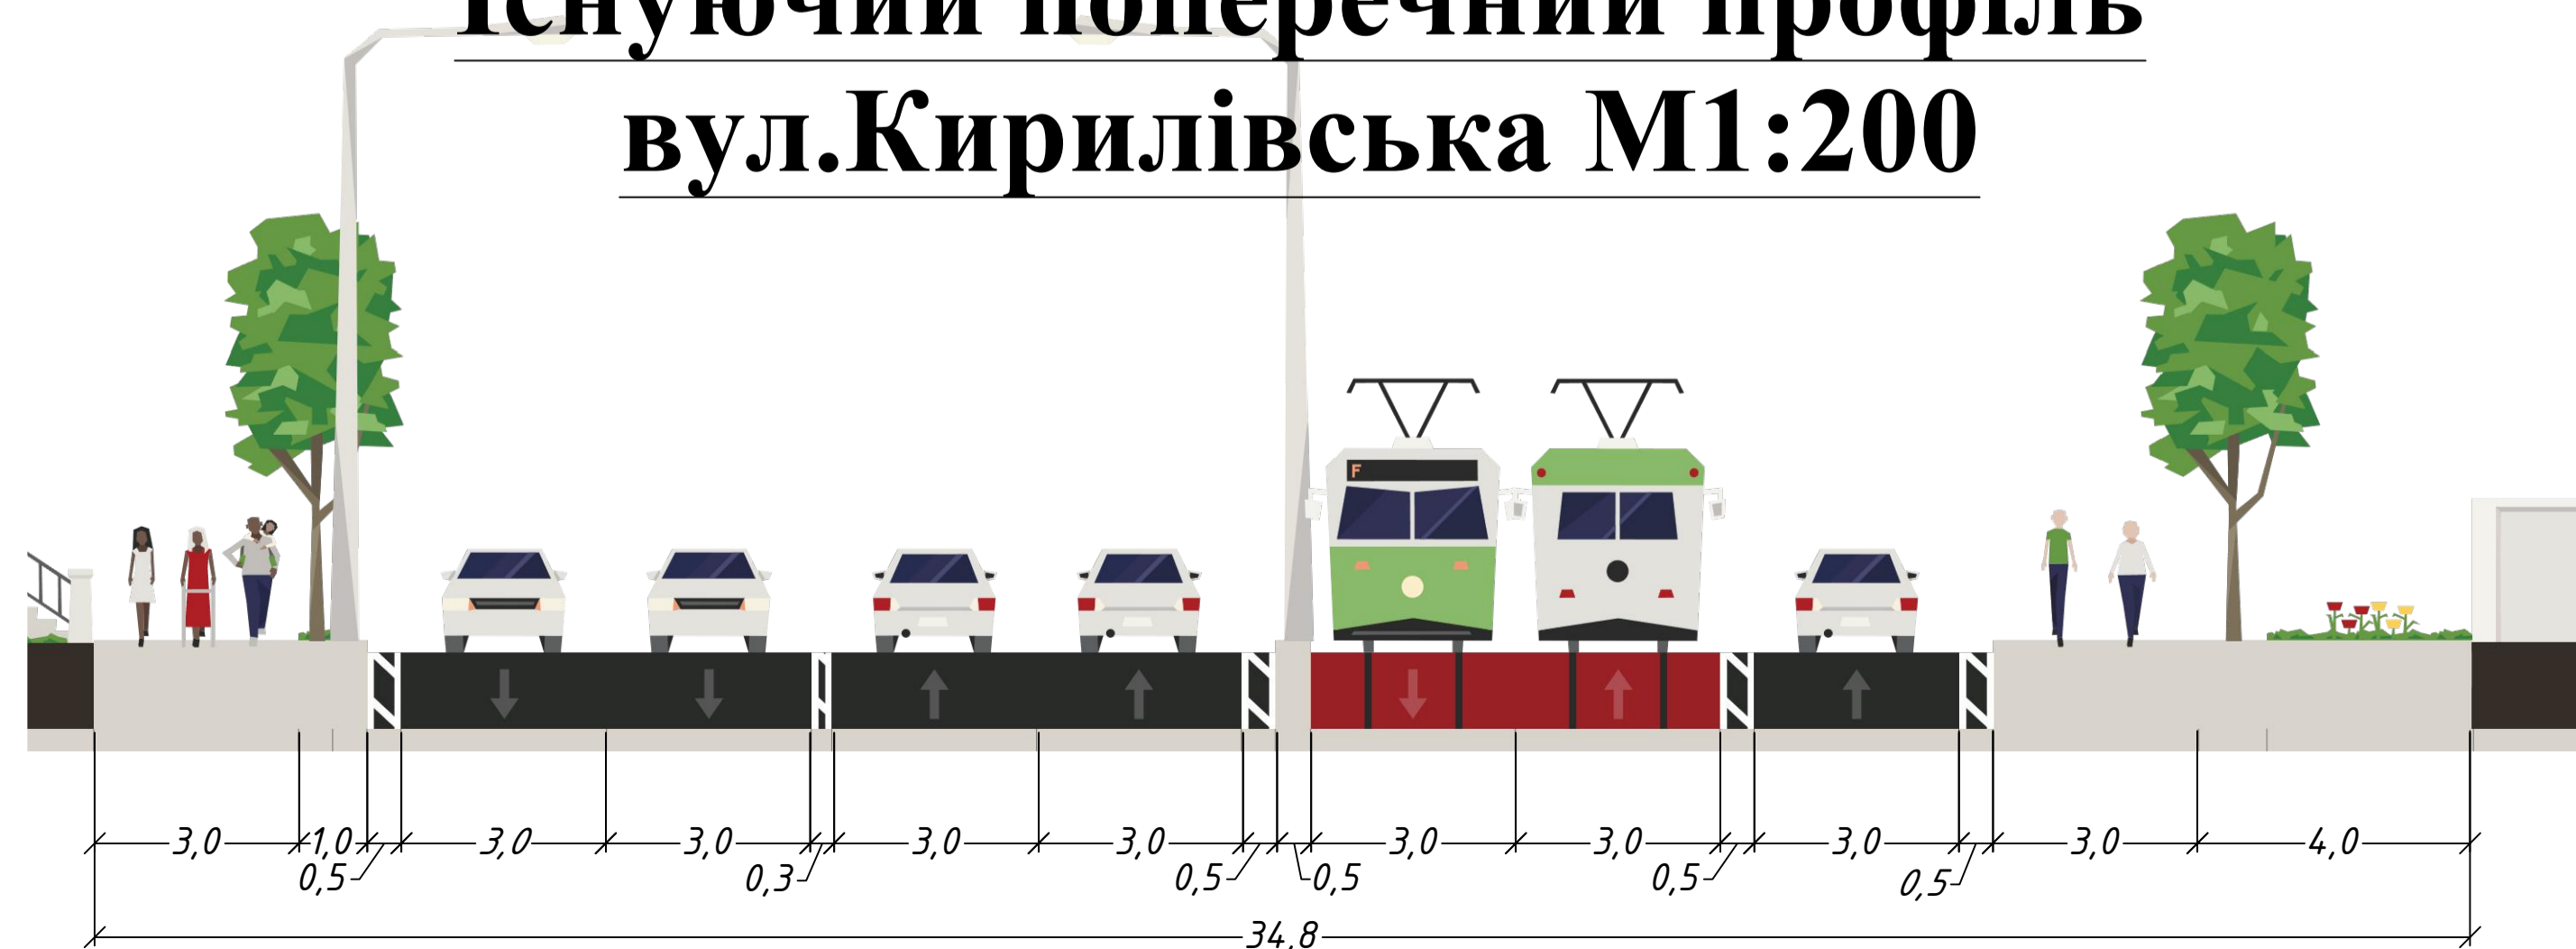 Існуючий поперечний профіль
вул.Кирилівська М1:200
F
3,0 1,0 3,0 3,0 3,0 3,0 3,0 3,0 3,0 3,0 4,0
0,5 0,3 0,5 0,5 0,5 0,5
34,8